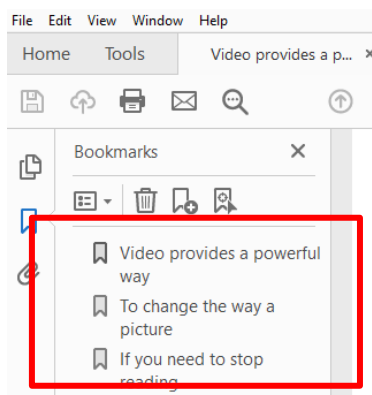 File Edit View Window Help
Home Tools Video provides a p...
Bookmarks
Video provides a powerful
way
To change the way a
picture
If you need to stop
reading